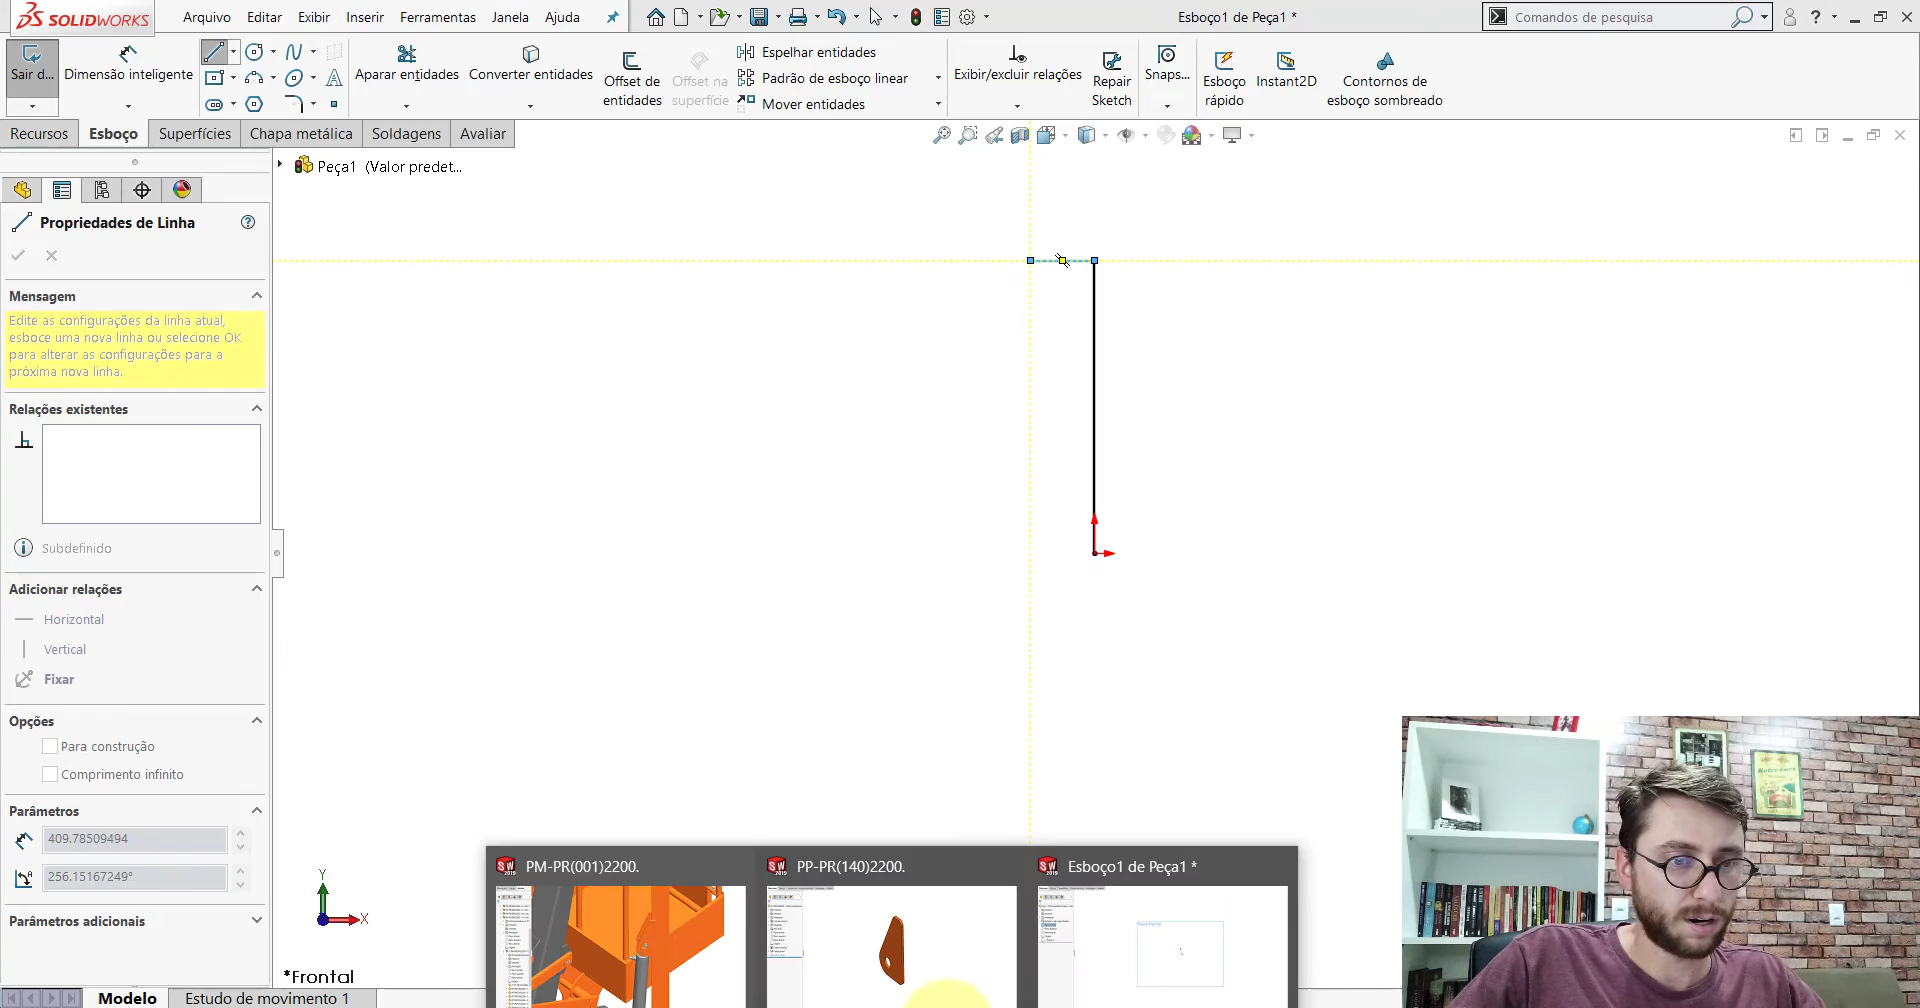 SOLIDWORKS
Arquivo Editar Exibir Inserir Ferramentas Janela Ajuda
Esboço1 de Peça1 *
Comandos de pesquisa
Sair d...
Dimensão inteligente
Aparar entidades
Converter entidades
Offset de
entidades
Offset na
superfície
Espelhar entidades
Padrão de esboço linear
Mover entidades
Exibir/excluir relações
Repair
Sketch
Snaps...
Esboço
rápido
Instant2D
Contornos de
esboço sombreado
Recursos Esboço Superfícies Chapa metálica Soldagens Avaliar
Peça1 (Valor predet...
Propriedades de Linha
Mensagem
Edite as configurações da linha atual,
esboce uma nova linha ou selecione OK
para alterar as configurações para a
próxima nova linha.
Relações existentes
Subdefinido
Adicionar relações
Horizontal
Vertical
Fixar
Opções
Para construção
Comprimento infinito
Parâmetros
409.78509494
256.15167249°
Parâmetros adicionais
Y
X
*Frontal
PM-PR(001)2200.
PP-PR(140)2200.
Esboço1 de Peça1 *
Modelo Estudo de movimento 1